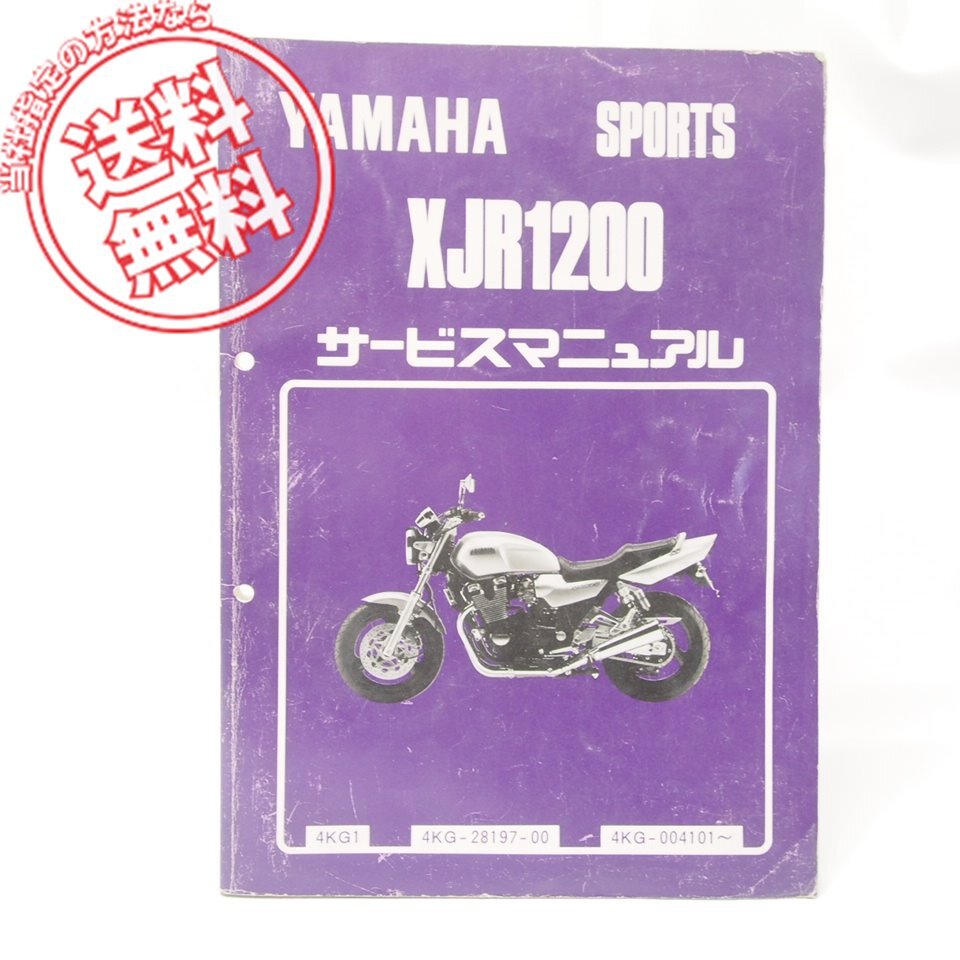 当社指定の方法なら
送料
無料
YAMAHA SPORTS
XJR1200
サービスマニュアル
4KG1 4KG-28197-00 4KG-004101～